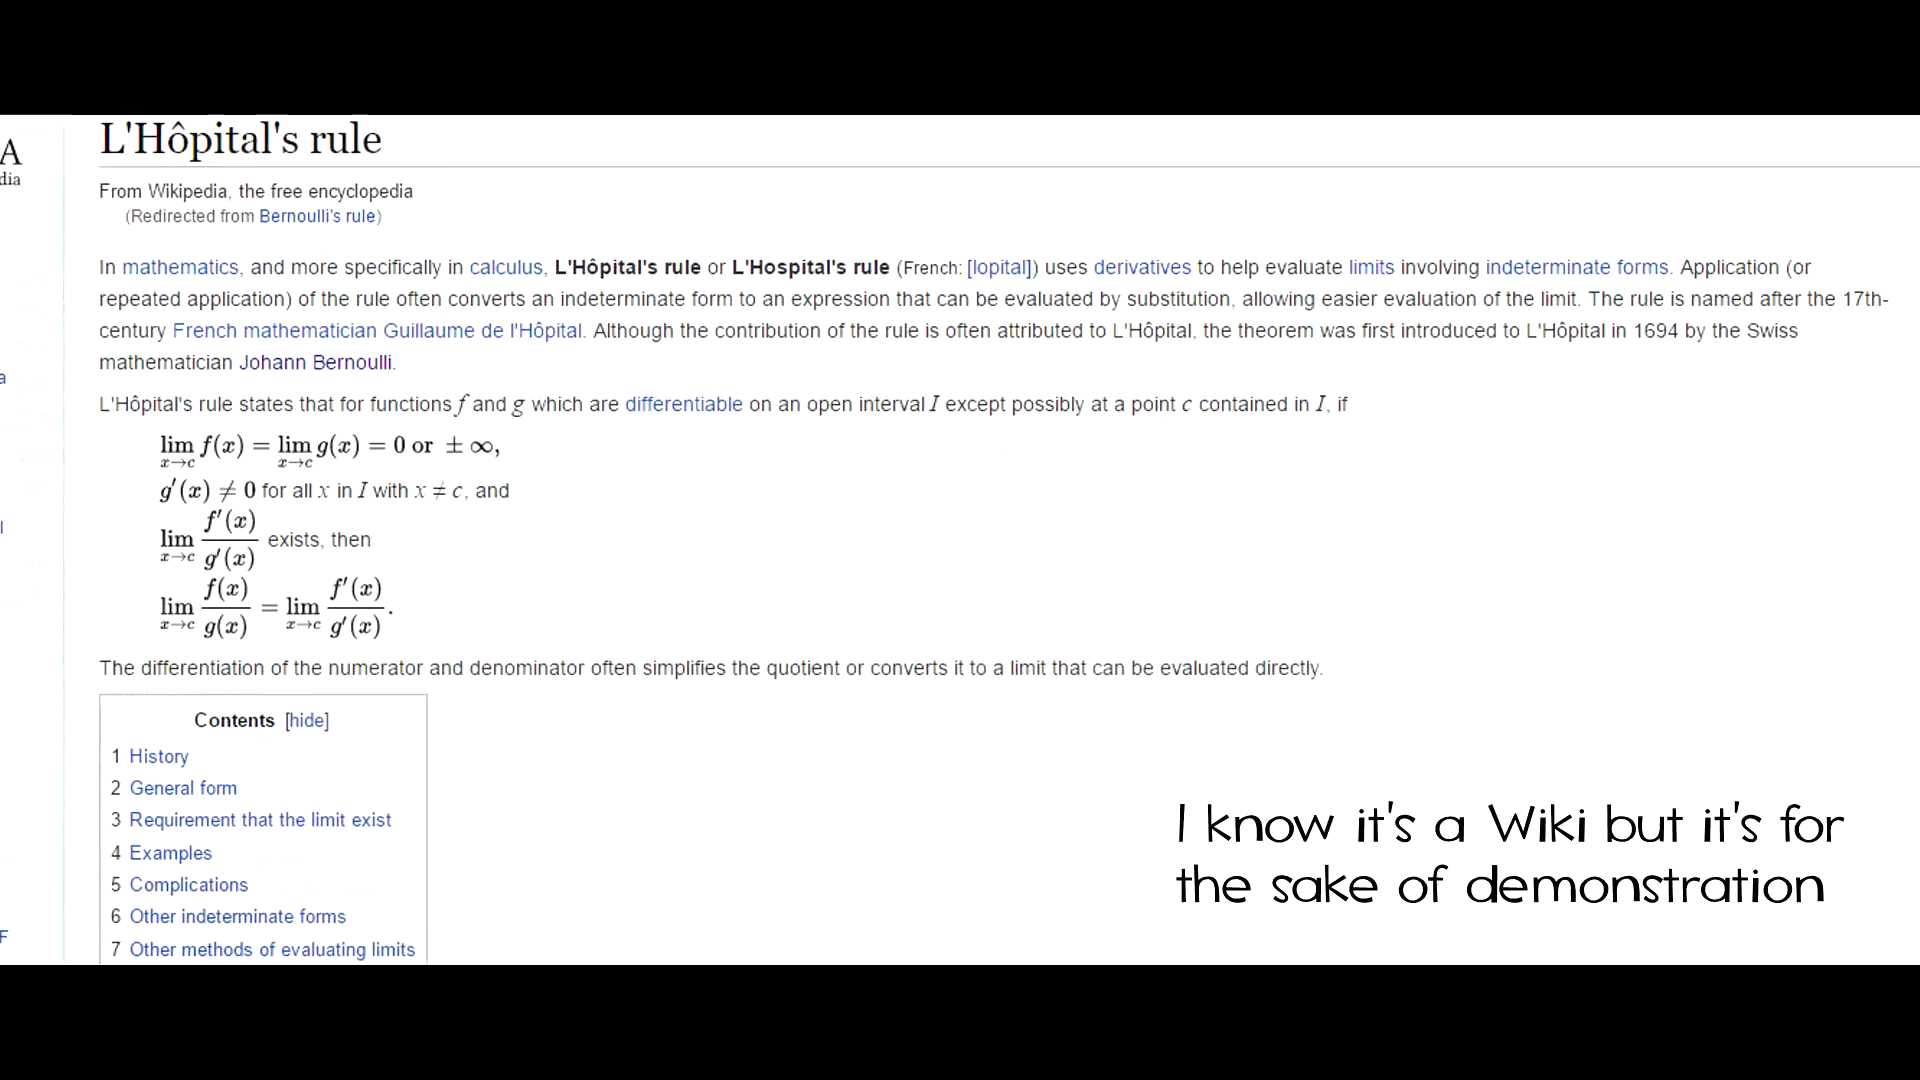 A
dia
a
l
F
L'Hôpital's rule
From Wikipedia, the free encyclopedia
(Redirected from Bernoulli's rule)
In mathematics, and more specifically in calculus, L'Hôpital's rule or L'Hospital's rule (French: [lopital]) uses derivatives to help evaluate limits involving indeterminate forms. Application (or
repeated application) of the rule often converts an indeterminate form to an expression that can be evaluated by substitution, allowing easier evaluation of the limit. The rule is named after the 17th-
century French mathematician Guillaume de l'Hôpital. Although the contribution of the rule is often attributed to L'Hôpital, the theorem was first introduced to L'Hôpital in 1694 by the Swiss
mathematician Johann Bernoulli.
L'Hôpital's rule states that for functions f and g which are differentiable on an open interval I except possibly at a point c contained in I, if
lim x→c f(x) = lim x→c g(x) = 0 or ± ∞,
g′(x) ≠ 0 for all x in I with x ≠ c, and
lim x→c f′(x)/g′(x) exists, then
lim x→c f(x)/g(x) = lim x→c f′(x)/g′(x).
The differentiation of the numerator and denominator often simplifies the quotient or converts it to a limit that can be evaluated directly.
Contents [hide]
1 History
2 General form
3 Requirement that the limit exist
4 Examples
5 Complications
6 Other indeterminate forms
7 Other methods of evaluating limits
I know it's a Wiki but it's for
the sake of demonstration